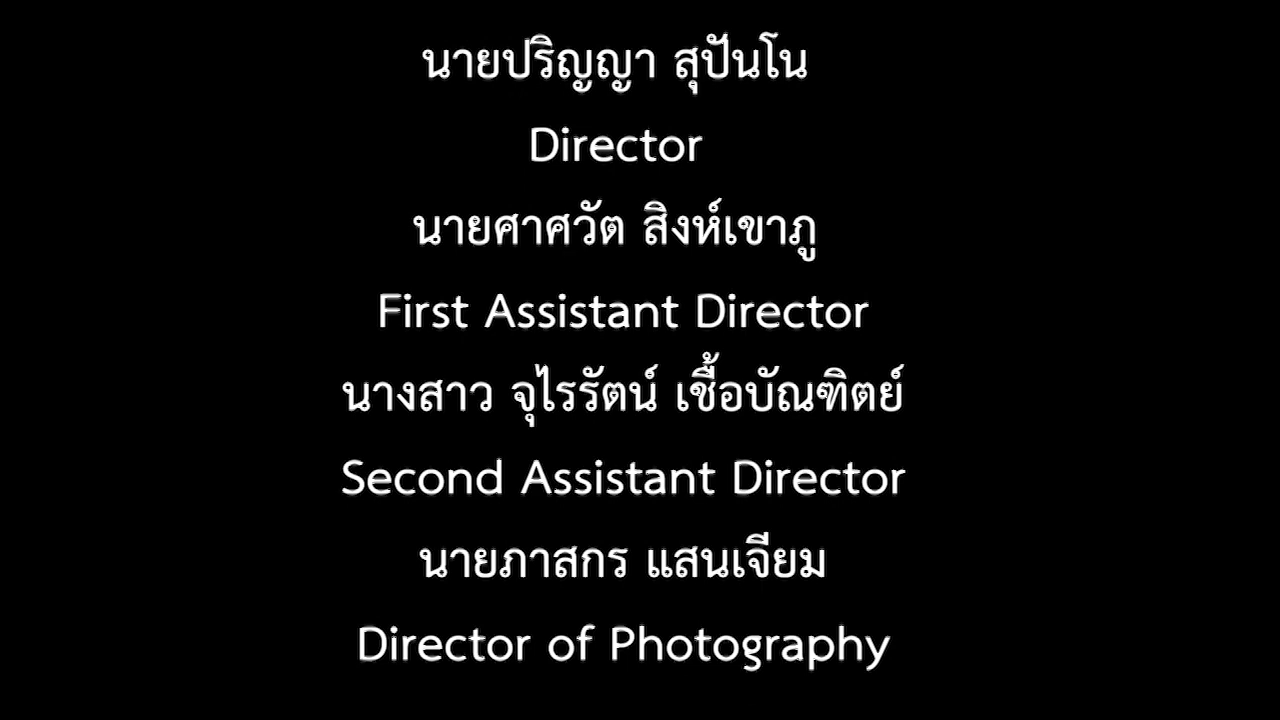 นายปริญญา สุปันโน
Director
นายศาศวัต สิงห์เขาภู
First Assistant Director
นางสาว จุไรรัตน์ เชื้อบัณฑิตย์
Second Assistant Director
นายภาสกร แสนเจียม
Director of Photography